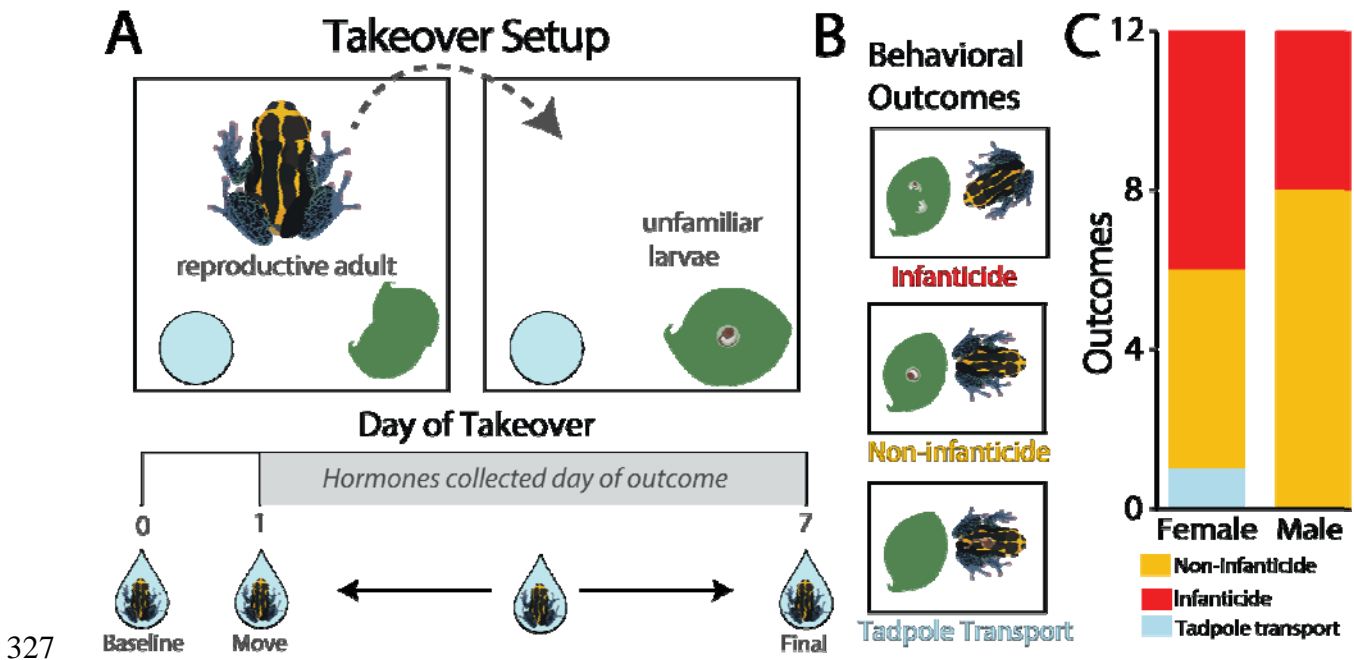 A
Takeover Setup
reproductive adult
unfamiliar
larvae
Day of Takeover
Hormones collected day of outcome
0
1
7
Baseline
Move
Final
B
Behavioral
Outcomes
Infanticide
Non-infanticide
Tadpole Transport
C
12
8
4
0
Outcomes
Female
Male
Non-Infanticide
Infanticide
Tadpole transport
327